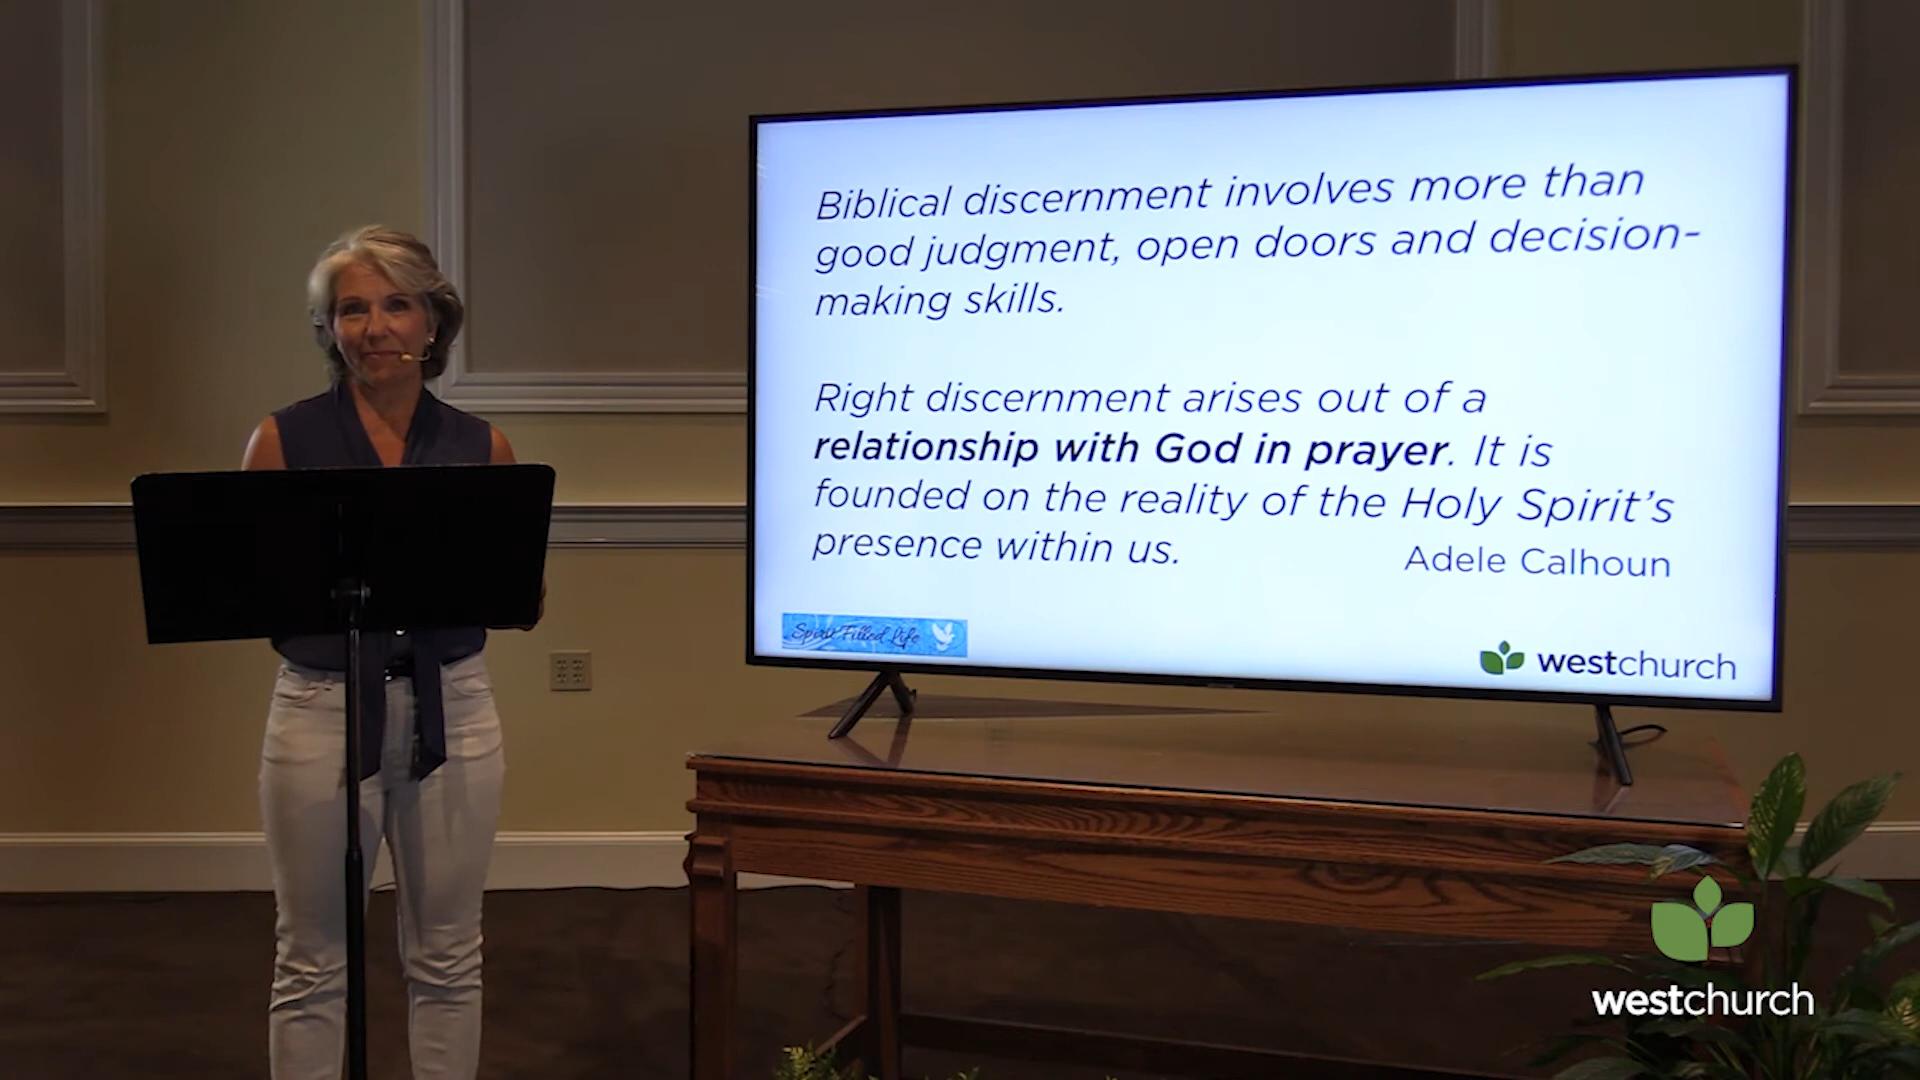 Biblical discernment involves more than
good judgment, open doors and decision-
making skills.
Right discernment arises out of a
relationship with God in prayer. It is
founded on the reality of the Holy Spirit's
presence within us.
Adele Calhoun
Spirit Filled Life
westchurch
westchurch